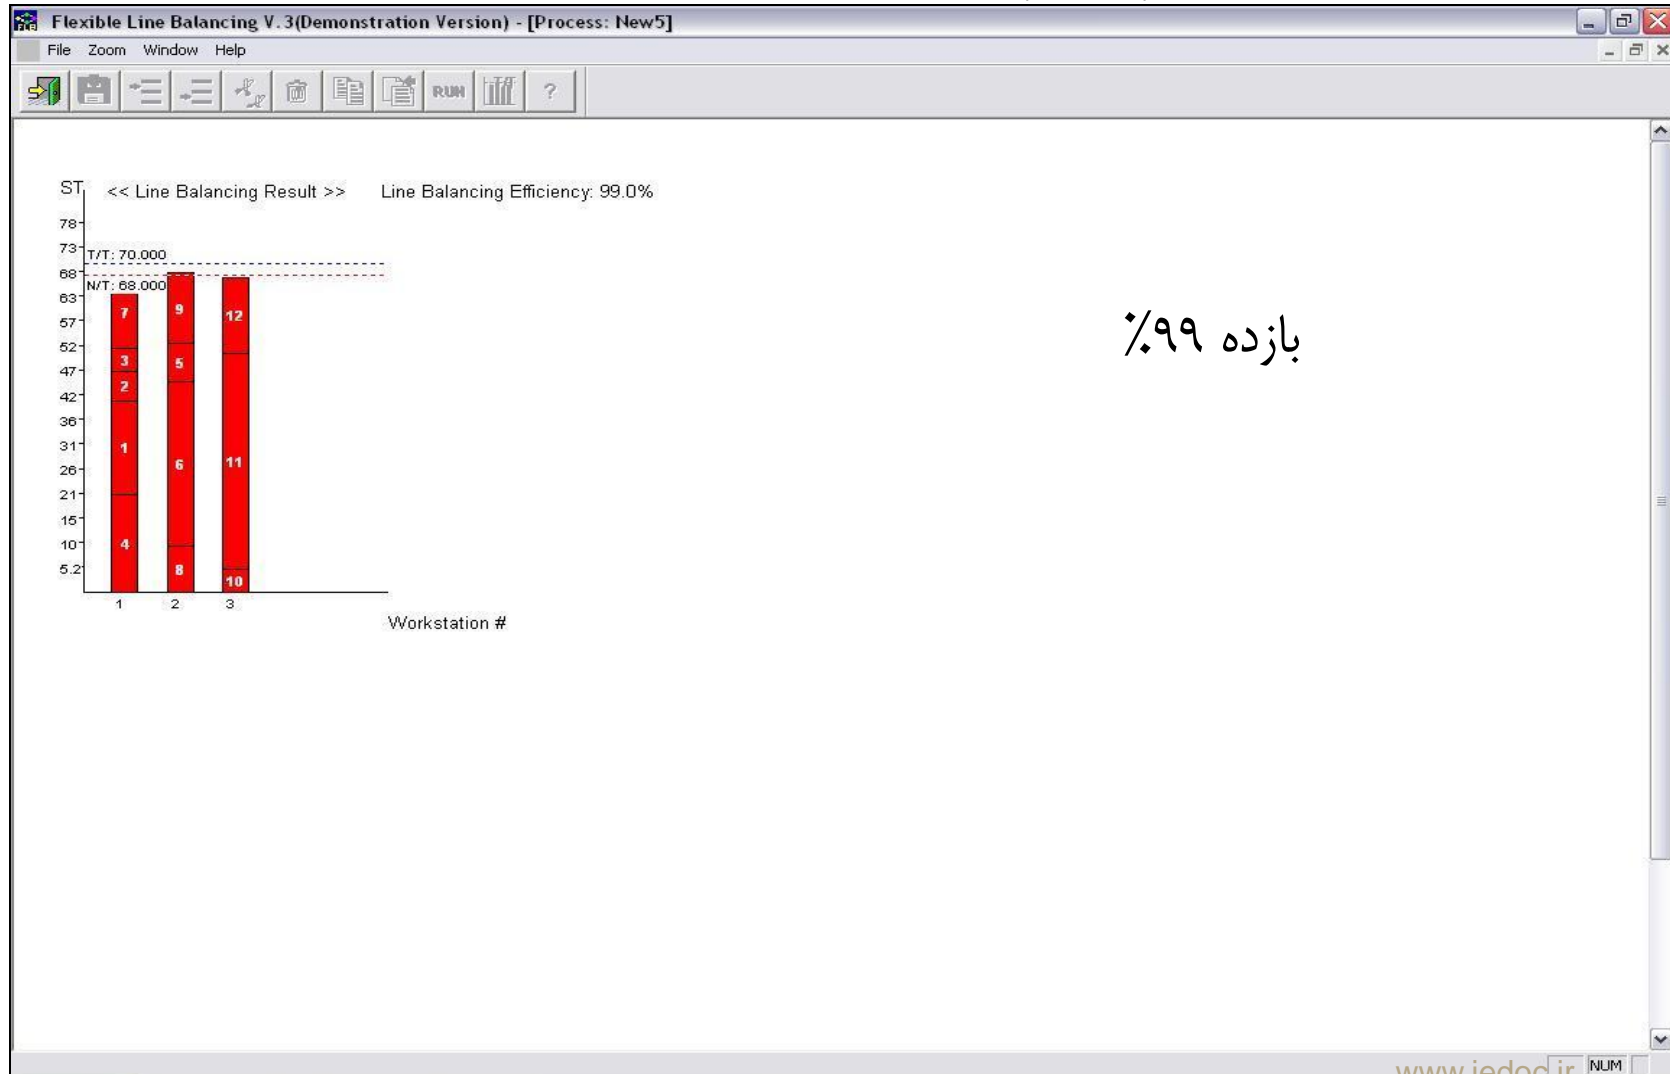 Flexible Line Balancing V.3(Demonstration Version) - [Process: New5]
File Zoom Window Help
RUN ?
ST << Line Balancing Result >> Line Balancing Efficiency: 99.0%
78
73
T/T: 70.000
68
N/T: 68.000
63
57
52
47
42
36
31
26
21
15
10
5.2
7
3
2
1
4
9
5
6
8
12
11
10
1 2 3
Workstation #
بازده ۹۹٪
www.iedoc.ir NUM